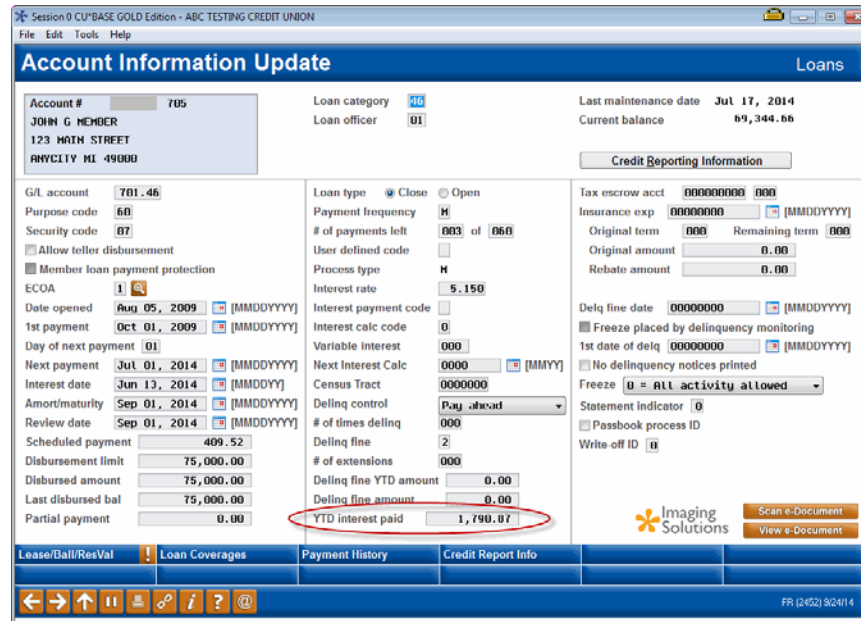 Session 0 CU*BASE GOLD Edition - ABC TESTING CREDIT UNION
File Edit Tools Help
Account Information Update Loans
Account # 705
JOHN G MEMBER
123 MAIN STREET
ANYCITY MI 49000
Loan category 46
Loan officer 01
Last maintenance date Jul 17, 2014
Current balance 69,344.66
Credit Reporting Information
G/L account 701.46
Purpose code 60
Security code 07
Allow teller disbursement
Member loan payment protection
ECOA 1
Date opened Aug 05, 2009 [MMDDYYYY]
1st payment Oct 01, 2009 [MMDDYYYY]
Day of next payment 01
Next payment Jul 01, 2014 [MMDDYYYY]
Interest date Jun 13, 2014 [MMDDYY]
Amort/maturity Sep 01, 2014 [MMDDYYYY]
Review date Sep 01, 2014 [MMDDYYYY]
Scheduled payment 409.52
Disbursement limit 75,000.00
Disbursed amount 75,000.00
Last disbursed bal 75,000.00
Partial payment 0.00
Loan type Close Open
Payment frequency M
# of payments left 003 of 060
User defined code
Process type M
Interest rate 5.150
Interest payment code
Interest calc code 0
Variable interest 000
Next Interest Calc 0000 [MMYY]
Census Tract 0000000
Delinq control Pay ahead
# of times delinq 000
Delinq fine 2
# of extensions 000
Delinq fine YTD amount 0.00
Delinq fine amount 0.00
YTD interest paid 1,790.07
Tax escrow acct 000000000 000
Insurance exp 00000000 [MMDDYYYY]
Original term 000 Remaining term 000
Original amount 0.00
Rebate amount 0.00
Delq fine date 00000000 [MMDDYYYY]
Freeze placed by delinquency monitoring
1st date of delq 00000000 [MMDDYYYY]
No delinquency notices printed
Freeze 0 = All activity allowed
Statement indicator 0
Passbook process ID
Write-off ID 0
Imaging Solutions
Scan e-Document
View e-Document
Lease/Ball/ResVal Loan Coverages Payment History Credit Report Info
FR (2452) 9/24/14